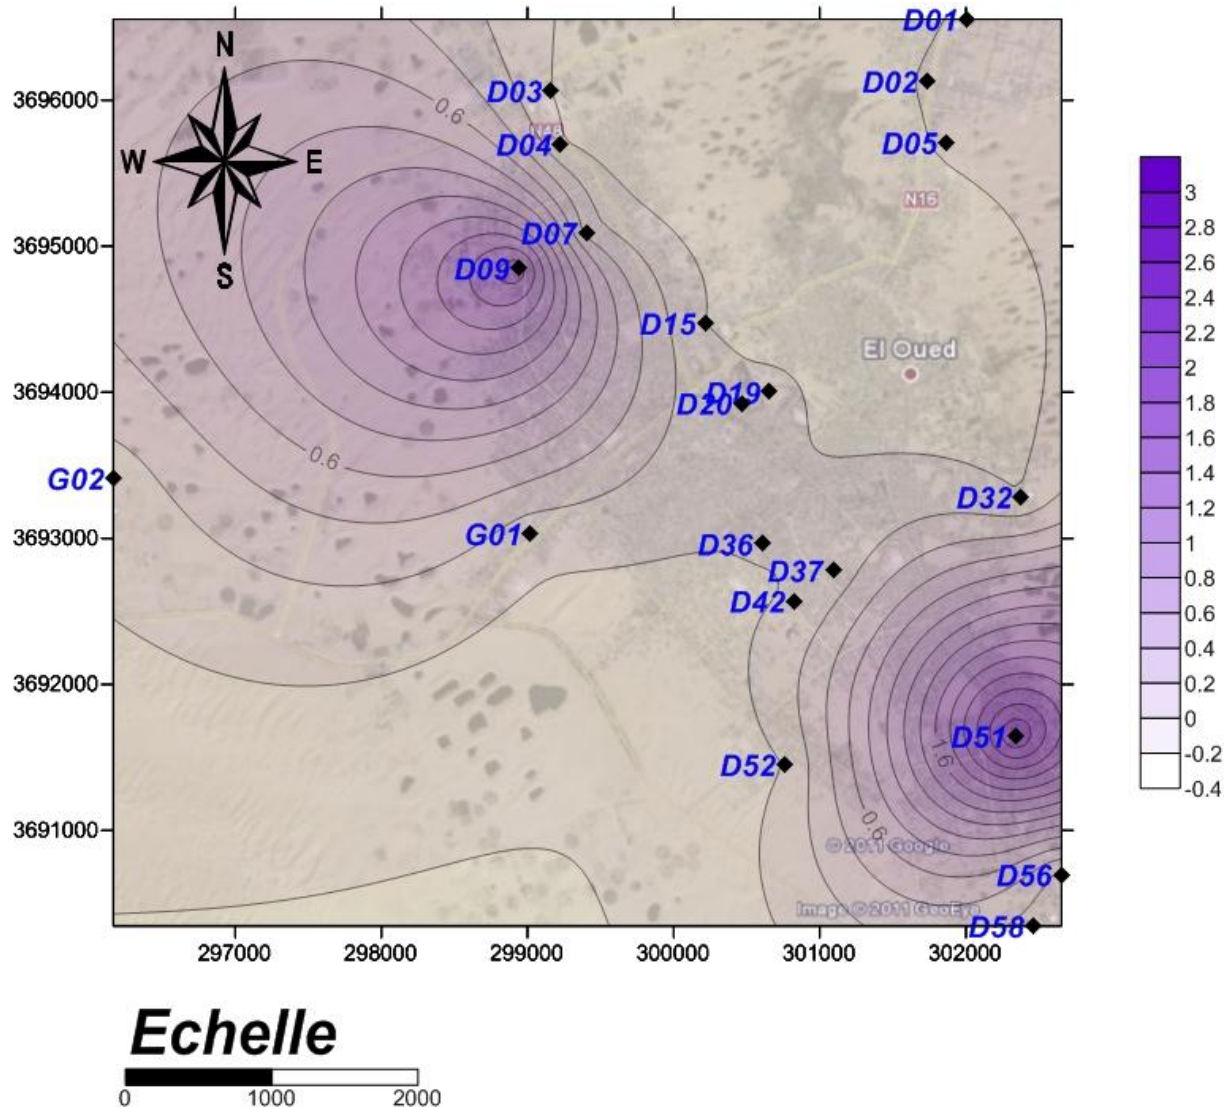 N
W E
S
D01
D02
D03
D04
D05
N48
N16
D07
D09
D15
El Oued
D19
D20
G02
D32
G01
D36
D37
D42
D51
D52
D56
D58
0.6
0.6
1.6
0.6
© 2011 Google
Image © 2011 GeoEye
3696000
3695000
3694000
3693000
3692000
3691000
297000 298000 299000 300000 301000 302000
3
2.8
2.6
2.4
2.2
2
1.8
1.6
1.4
1.2
1
0.8
0.6
0.4
0.2
0
-0.2
-0.4
Echelle
0 1000 2000